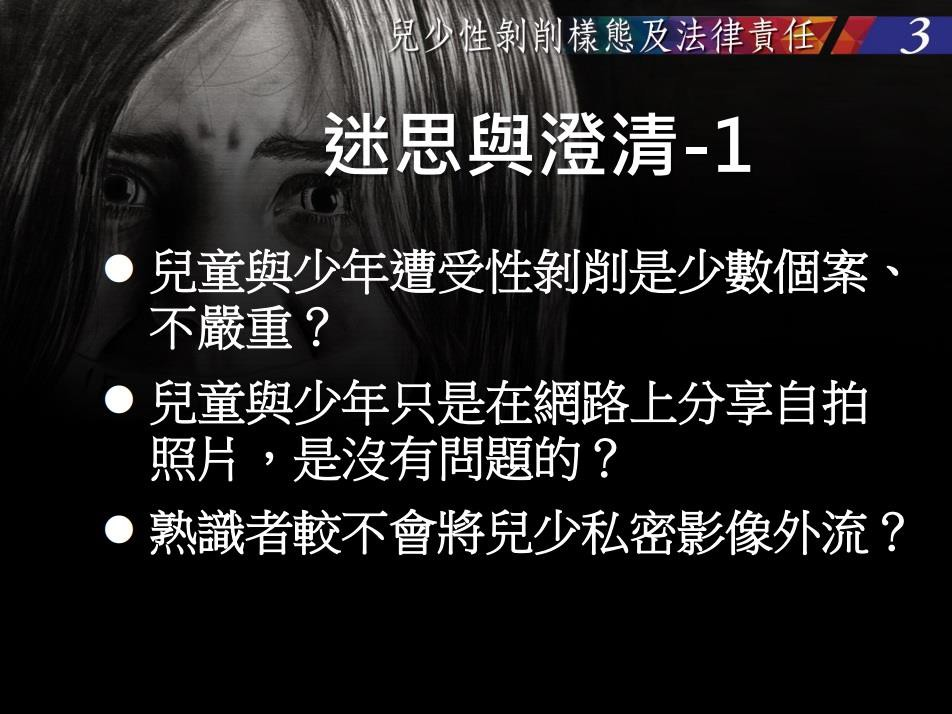 兒少性剝削樣態及法律責任 3
迷思與澄清-1
● 兒童與少年遭受性剝削是少數個案、
不嚴重？
● 兒童與少年只是在網路上分享自拍
照片，是沒有問題的？
● 熟識者較不會將兒少私密影像外流？